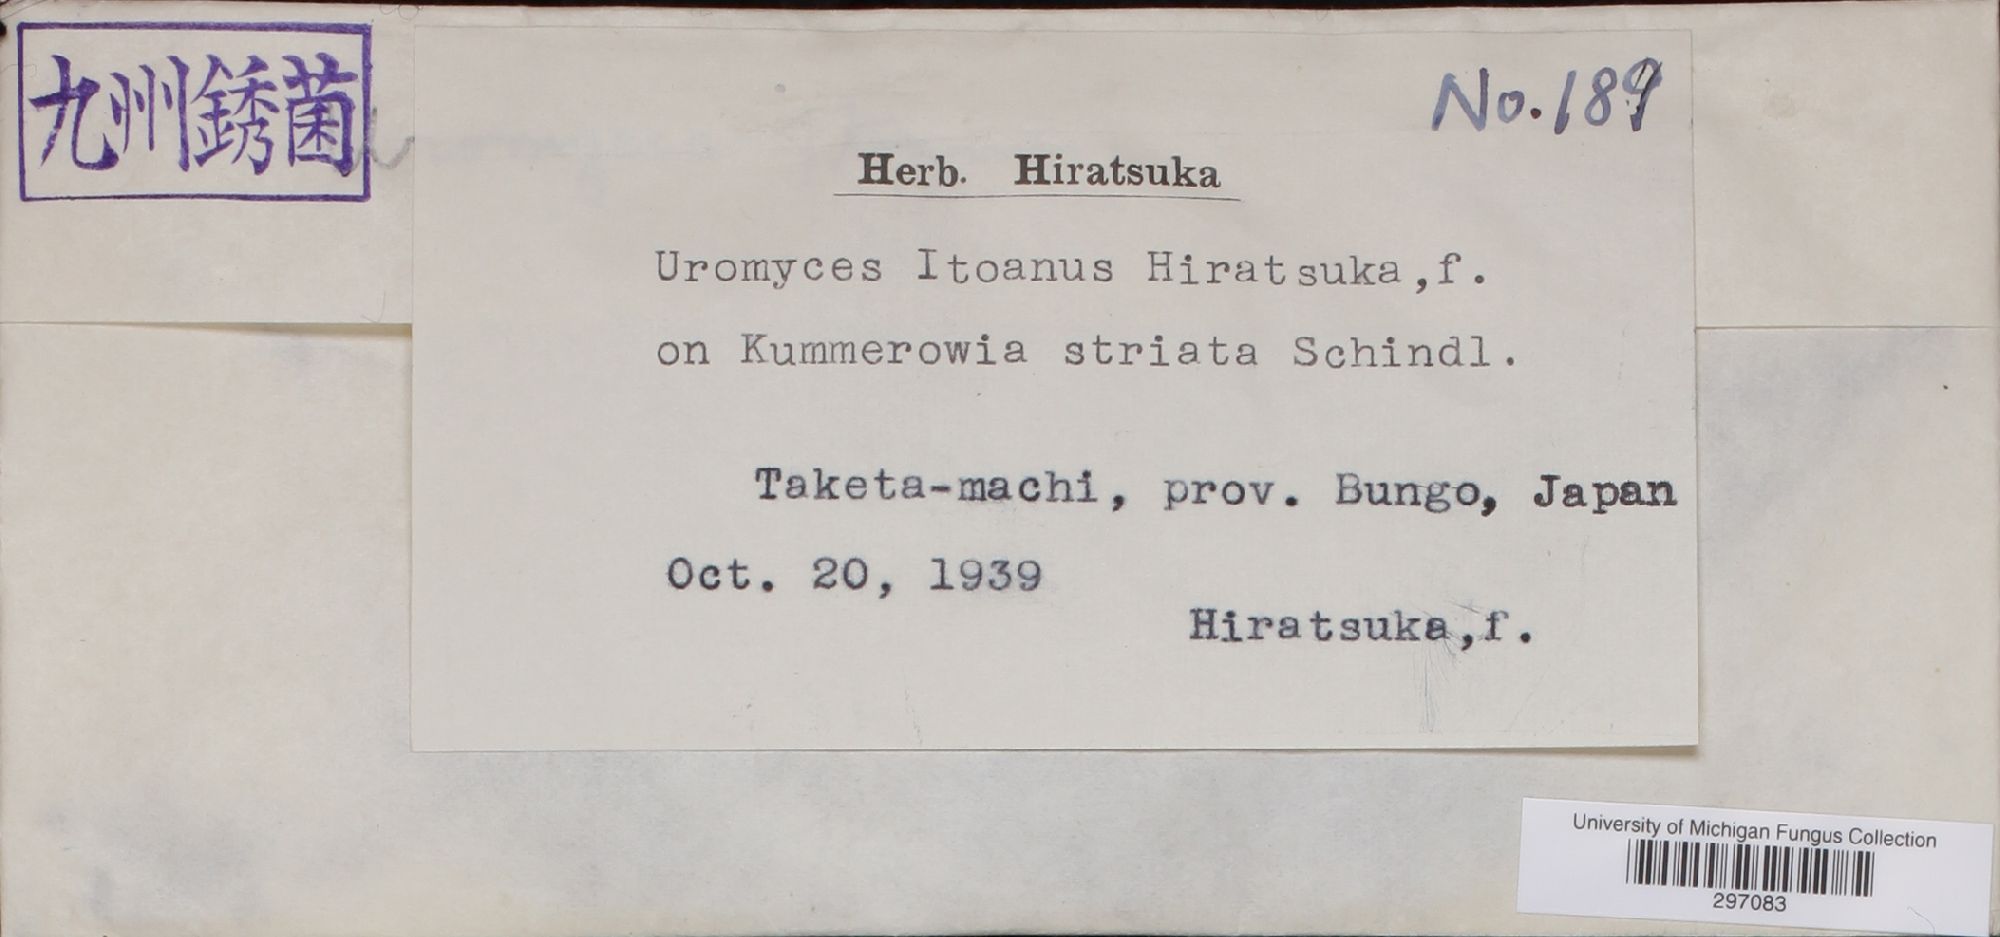 九州銹菌
No. 189
Herb. Hiratsuka
Uromyces Itoanus Hiratsuka,f.
on Kummerowia striata Schindl.
Taketa-machi, prov. Bungo, Japan
Oct. 20, 1939
Hiratsuka,f.
University of Michigan Fungus Collection
297083